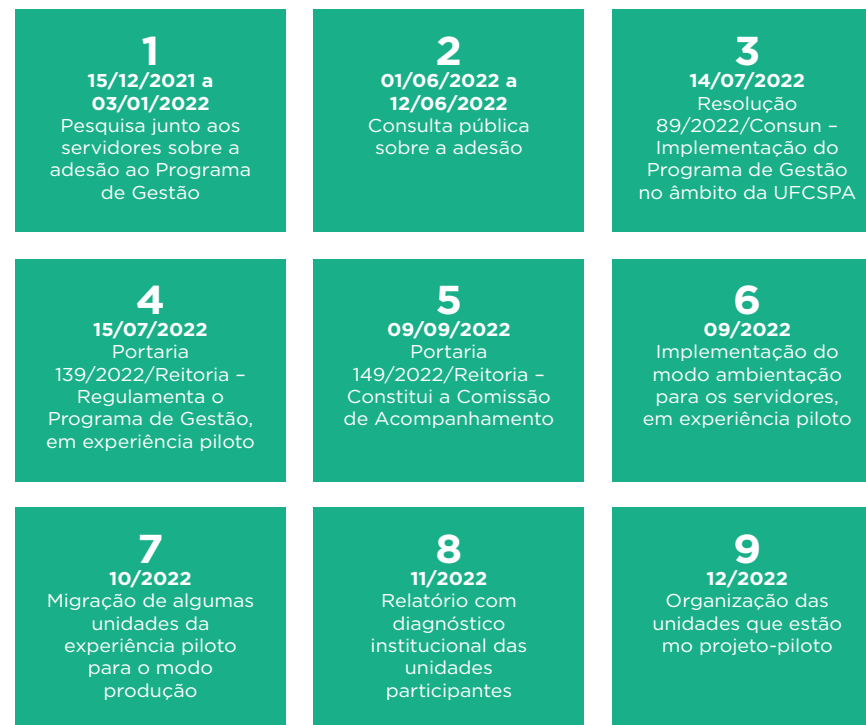 1
15/12/2021 a
03/01/2022
Pesquisa junto aos
servidores sobre a
adesão ao Programa
de Gestão
2
01/06/2022 a
12/06/2022
Consulta pública
sobre a adesão
3
14/07/2022
Resolução
89/2022/Consun –
Implementação do
Programa de Gestão
no âmbito da UFCSPA
4
15/07/2022
Portaria
139/2022/Reitoria –
Regulamenta o
Programa de Gestão,
em experiência piloto
5
09/09/2022
Portaria
149/2022/Reitoria –
Constitui a Comissão
de Acompanhamento
6
09/2022
Implementação do
modo ambientação
para os servidores,
em experiência piloto
7
10/2022
Migração de algumas
unidades da
experiência piloto
para o modo
produção
8
11/2022
Relatório com
diagnóstico
institucional das
unidades
participantes
9
12/2022
Organização das
unidades que estão
mo projeto-piloto